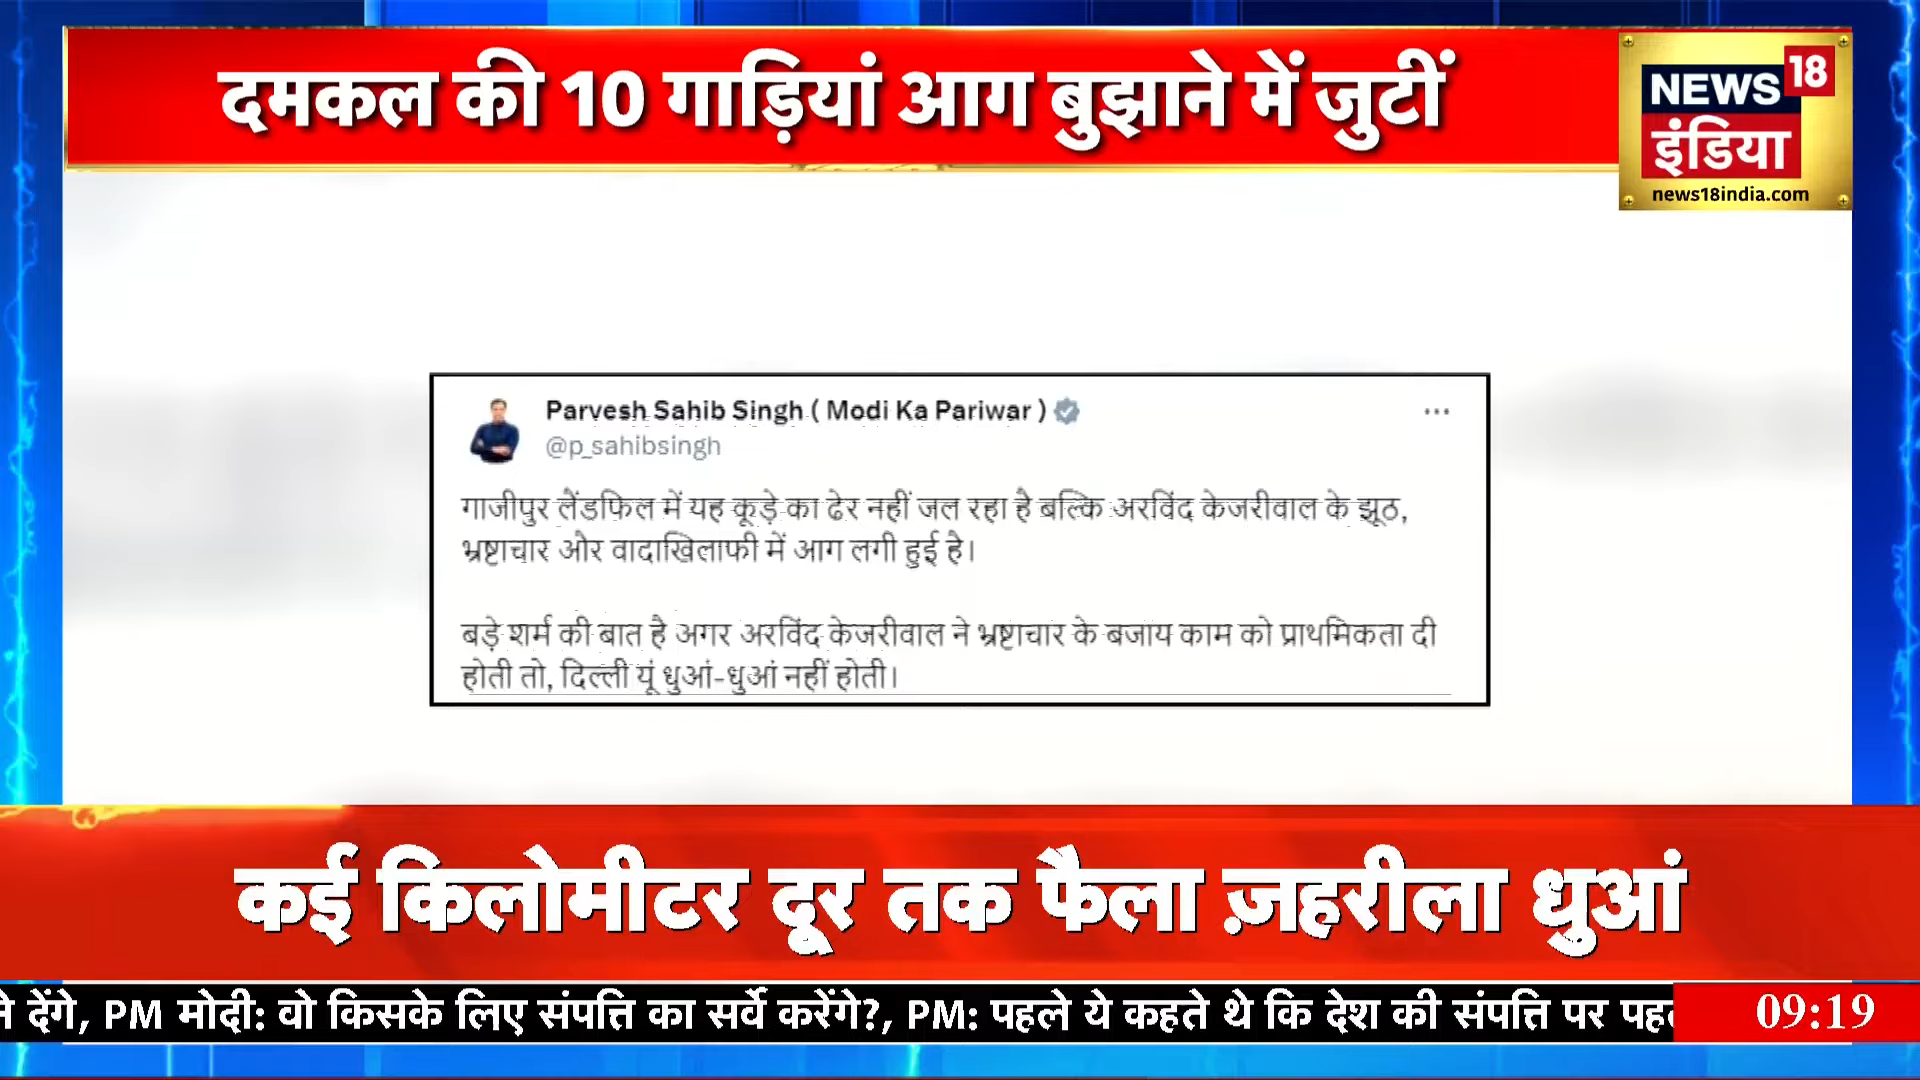 दमकल की 10 गाड़ियां आग बुझाने में जुटीं
NEWS 18
इंडिया
news18india.com
Parvesh Sahib Singh ( Modi Ka Pariwar )
@p_sahibsingh
गाजीपुर लैंडफिल में यह कूड़े का ढेर नहीं जल रहा है बल्कि अरविंद केजरीवाल के झूठ,
भ्रष्टाचार और वादाखिलाफी में आग लगी हुई है।
बड़े शर्म की बात है अगर अरविंद केजरीवाल ने भ्रष्टाचार के बजाय काम को प्राथमिकता दी
होती तो, दिल्ली यूं धुआं-धुआं नहीं होती।
कई किलोमीटर दूर तक फैला ज़हरीला धुआं
देंगे, PM मोदी: वो किसके लिए संपत्ति का सर्वे करेंगे?, PM: पहले ये कहते थे कि देश की संपत्ति पर
09:19